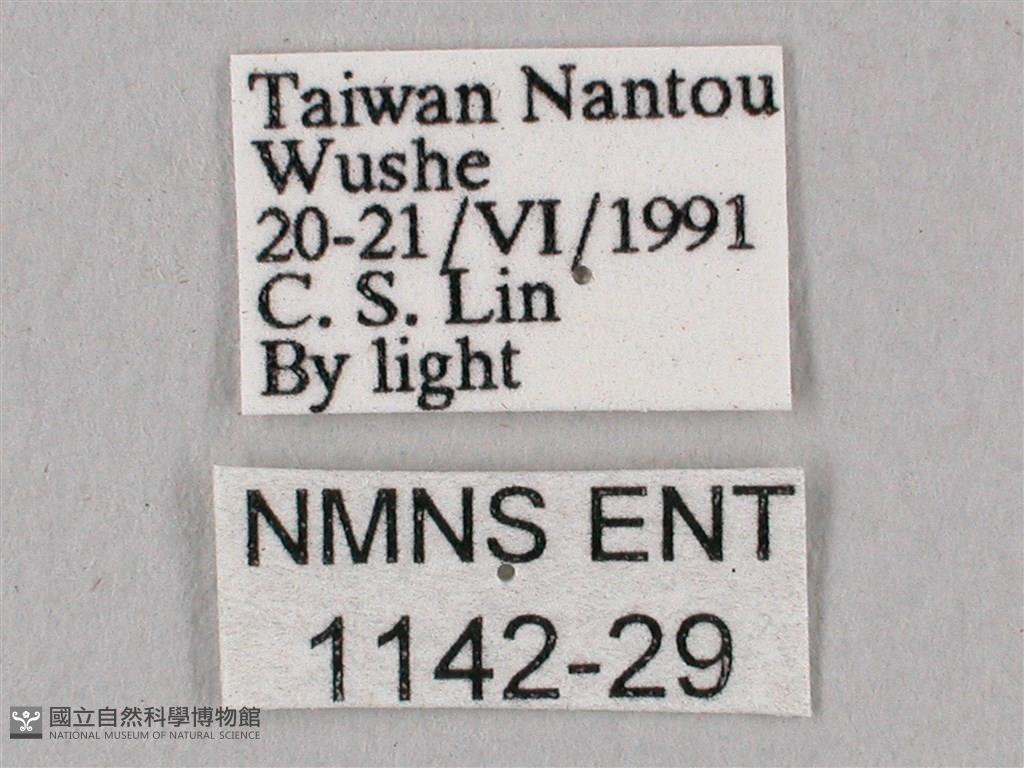 Taiwan Nantou
Wushe
20-21/VI/1991
C. S. Lin
By light
NMNS ENT
1142-29
國立自然科學博物館
NATIONAL MUSEUM OF NATURAL SCIENCE